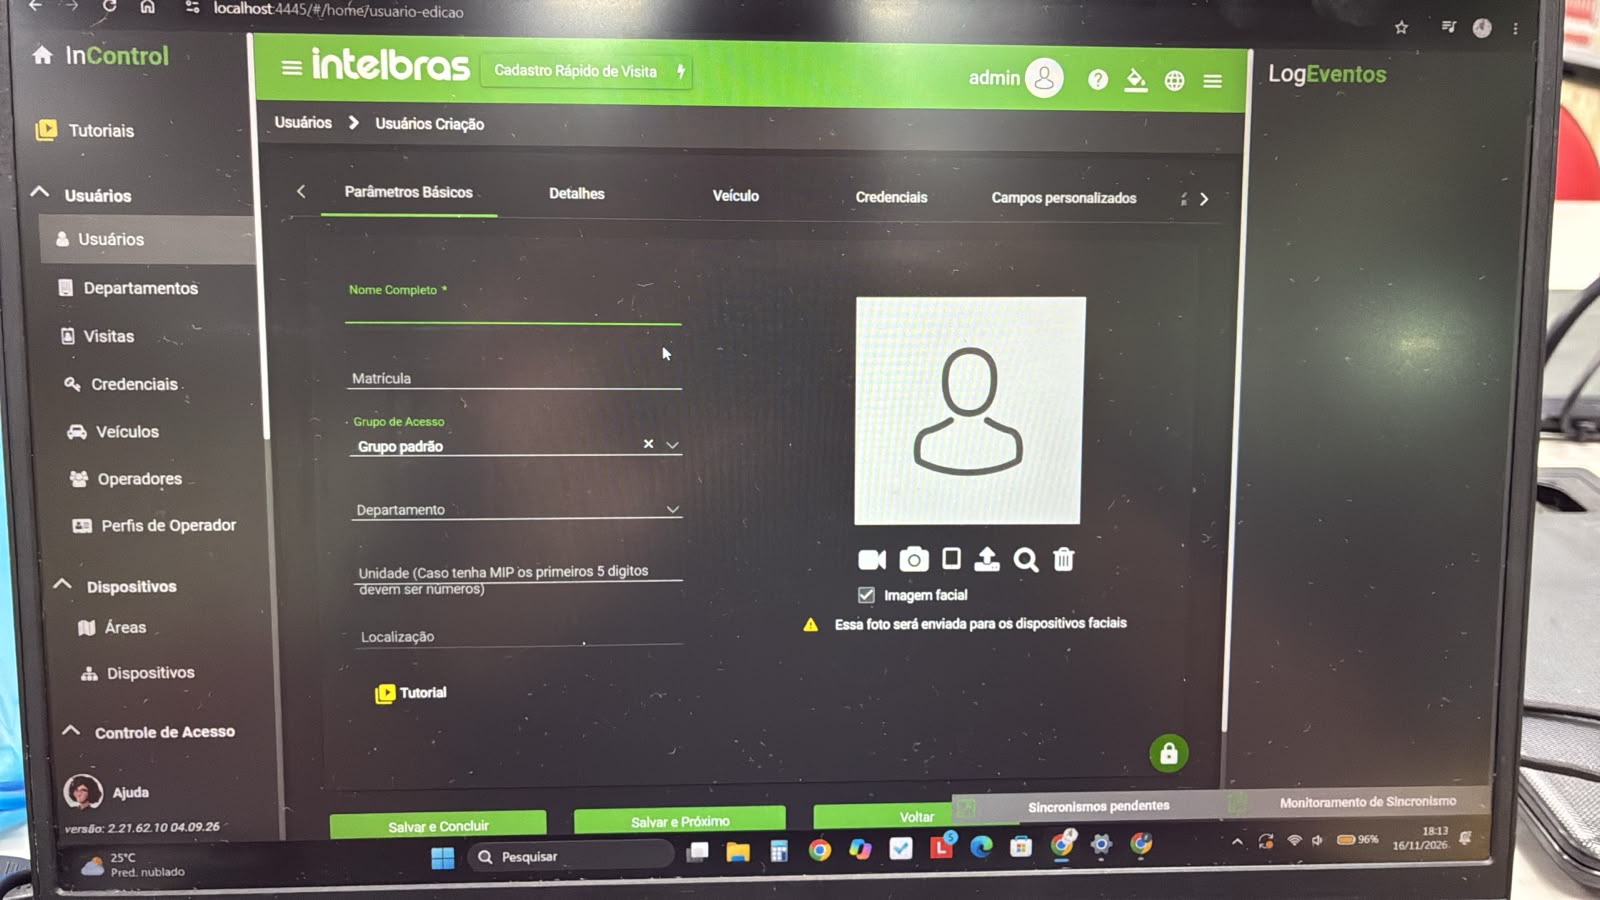 localhost:4445/#/home/usuario-edicao
InControl
Tutoriais
Usuários
Usuários
Departamentos
Visitas
Credenciais
Veículos
Operadores
Perfis de Operador
Dispositivos
Áreas
Dispositivos
Controle de Acesso
Ajuda
versão: 2.21.62.10 04.09.26
intelbras
Cadastro Rápido de Visita
admin
Usuários
Usuários Criação
Parâmetros Básicos
Detalhes
Veículo
Credenciais
Campos personalizados
Nome Completo *
Matrícula
Grupo de Acesso
Grupo padrão
Departamento
Unidade (Caso tenha MIP os primeiros 5 digitos
devem ser números)
Localização
Tutorial
Imagem facial
Essa foto será enviada para os dispositivos faciais
Salvar e Concluir
Salvar e Próximo
Voltar
LogEventos
Sincronismos pendentes
Monitoramento de Sincronismo
25°C
Pred. nublado
Pesquisar
L
5
4
96%
18:13
16/11/2026